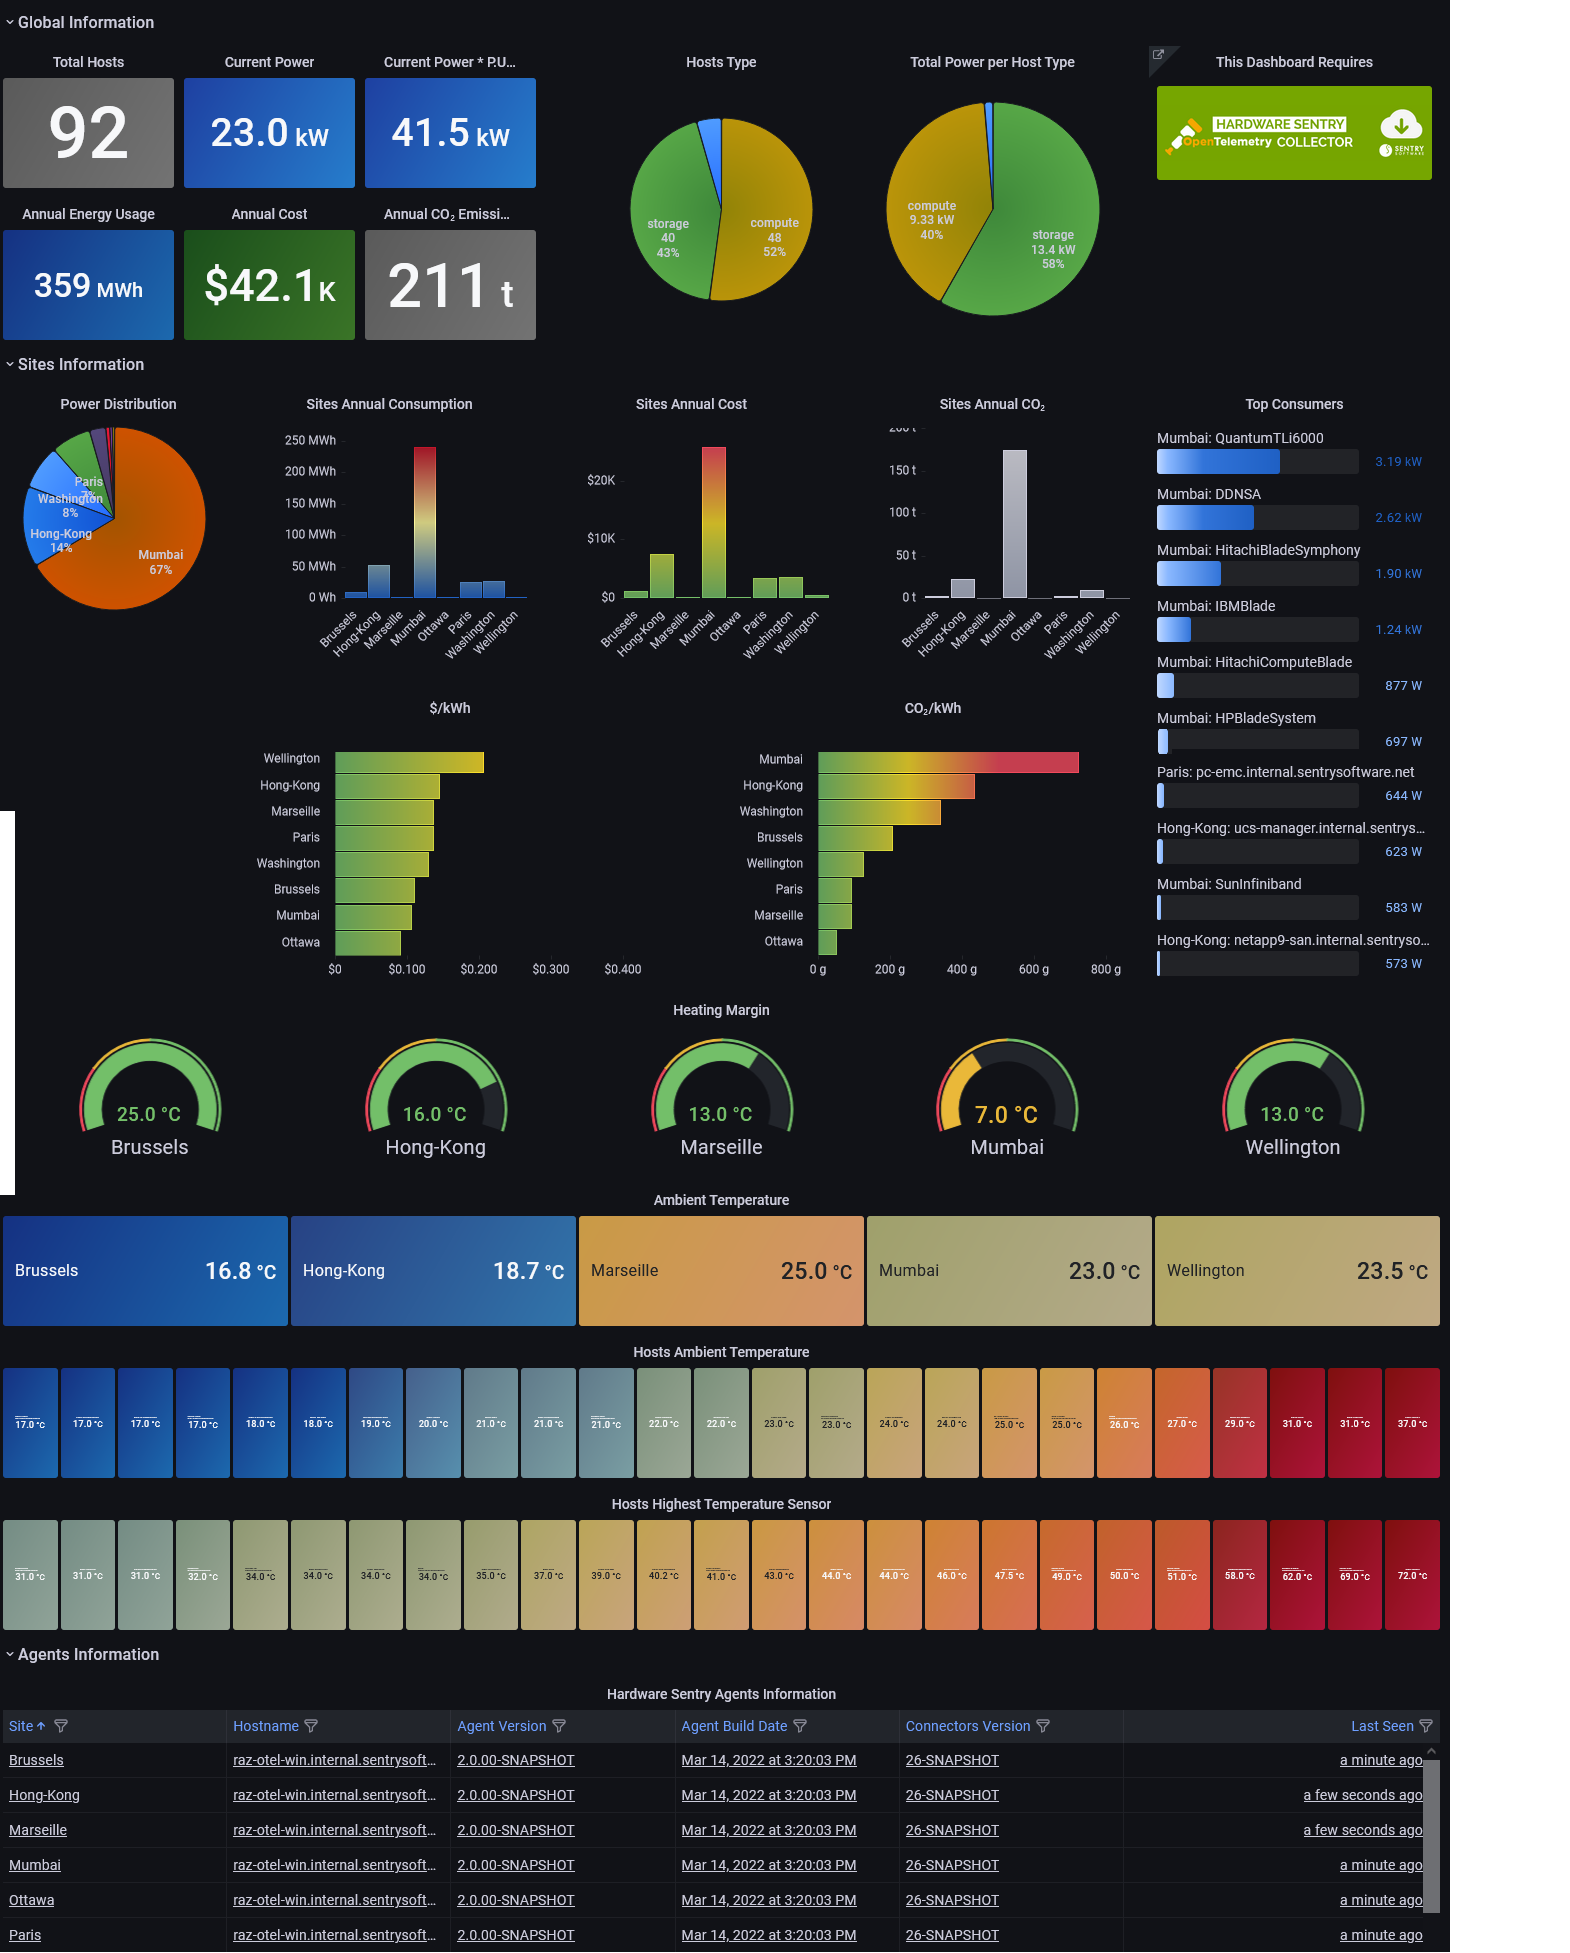 Global Information
Total Hosts
Current Power
Current Power * P.U...
Hosts Type
Total Power per Host Type
This Dashboard Requires
92
23.0 kW
41.5 kW
storage
40
43%
compute
48
52%
compute
9.33 kW
40%
storage
13.4 kW
58%
HARDWARE SENTRY
OpenTelemetry COLLECTOR
SENTRY
SOFTWARE
Annual Energy Usage
Annual Cost
Annual CO₂ Emissi...
359 MWh
$42.1K
211 t
Sites Information
Power Distribution
Paris
7%
Washington
8%
Hong-Kong
14%
Mumbai
67%
Sites Annual Consumption
250 MWh
200 MWh
150 MWh
100 MWh
50 MWh
0 Wh
Brussels
Hong-Kong
Marseille
Mumbai
Ottawa
Paris
Washington
Wellington
Sites Annual Cost
$20K
$10K
$0
Brussels
Hong-Kong
Marseille
Mumbai
Ottawa
Paris
Washington
Wellington
Sites Annual CO₂
200 t
150 t
100 t
50 t
0 t
Brussels
Hong-Kong
Marseille
Mumbai
Ottawa
Paris
Washington
Wellington
Top Consumers
Mumbai: QuantumTLi6000
3.19 kW
Mumbai: DDNSA
2.62 kW
Mumbai: HitachiBladeSymphony
1.90 kW
Mumbai: IBMBlade
1.24 kW
Mumbai: HitachiComputeBlade
877 W
Mumbai: HPBladeSystem
697 W
Paris: pc-emc.internal.sentrysoftware.net
644 W
Hong-Kong: ucs-manager.internal.sentrys...
623 W
Mumbai: SunInfiniband
583 W
Hong-Kong: netapp9-san.internal.sentryso...
573 W
$/kWh
Wellington
Hong-Kong
Marseille
Paris
Washington
Brussels
Mumbai
Ottawa
$0
$0.100
$0.200
$0.300
$0.400
CO₂/kWh
Mumbai
Hong-Kong
Washington
Brussels
Wellington
Paris
Marseille
Ottawa
0 g
200 g
400 g
600 g
800 g
Heating Margin
25.0 °C
Brussels
16.0 °C
Hong-Kong
13.0 °C
Marseille
7.0 °C
Mumbai
13.0 °C
Wellington
Ambient Temperature
Brussels 16.8 °C
Hong-Kong 18.7 °C
Marseille 25.0 °C
Mumbai 23.0 °C
Wellington 23.5 °C
Hosts Ambient Temperature
17.0 °C 17.0 °C 17.0 °C 17.0 °C 18.0 °C 18.0 °C 19.0 °C 20.0 °C 21.0 °C 21.0 °C 21.0 °C 22.0 °C 22.0 °C 23.0 °C 23.0 °C 24.0 °C 24.0 °C 25.0 °C 25.0 °C 26.0 °C 27.0 °C 29.0 °C 31.0 °C 31.0 °C 37.0 °C
Hosts Highest Temperature Sensor
31.0 °C 31.0 °C 31.0 °C 32.0 °C 34.0 °C 34.0 °C 34.0 °C 34.0 °C 35.0 °C 37.0 °C 39.0 °C 40.2 °C 41.0 °C 43.0 °C 44.0 °C 44.0 °C 46.0 °C 47.5 °C 49.0 °C 50.0 °C 51.0 °C 58.0 °C 62.0 °C 69.0 °C 72.0 °C
Agents Information
Hardware Sentry Agents Information
Site Hostname Agent Version Agent Build Date Connectors Version Last Seen
Brussels raz-otel-win.internal.sentrysoft... 2.0.00-SNAPSHOT Mar 14, 2022 at 3:20:03 PM 26-SNAPSHOT a minute ago
Hong-Kong raz-otel-win.internal.sentrysoft... 2.0.00-SNAPSHOT Mar 14, 2022 at 3:20:03 PM 26-SNAPSHOT a few seconds ago
Marseille raz-otel-win.internal.sentrysoft... 2.0.00-SNAPSHOT Mar 14, 2022 at 3:20:03 PM 26-SNAPSHOT a few seconds ago
Mumbai raz-otel-win.internal.sentrysoft... 2.0.00-SNAPSHOT Mar 14, 2022 at 3:20:03 PM 26-SNAPSHOT a minute ago
Ottawa raz-otel-win.internal.sentrysoft... 2.0.00-SNAPSHOT Mar 14, 2022 at 3:20:03 PM 26-SNAPSHOT a minute ago
Paris raz-otel-win.internal.sentrysoft... 2.0.00-SNAPSHOT Mar 14, 2022 at 3:20:03 PM 26-SNAPSHOT a minute ago